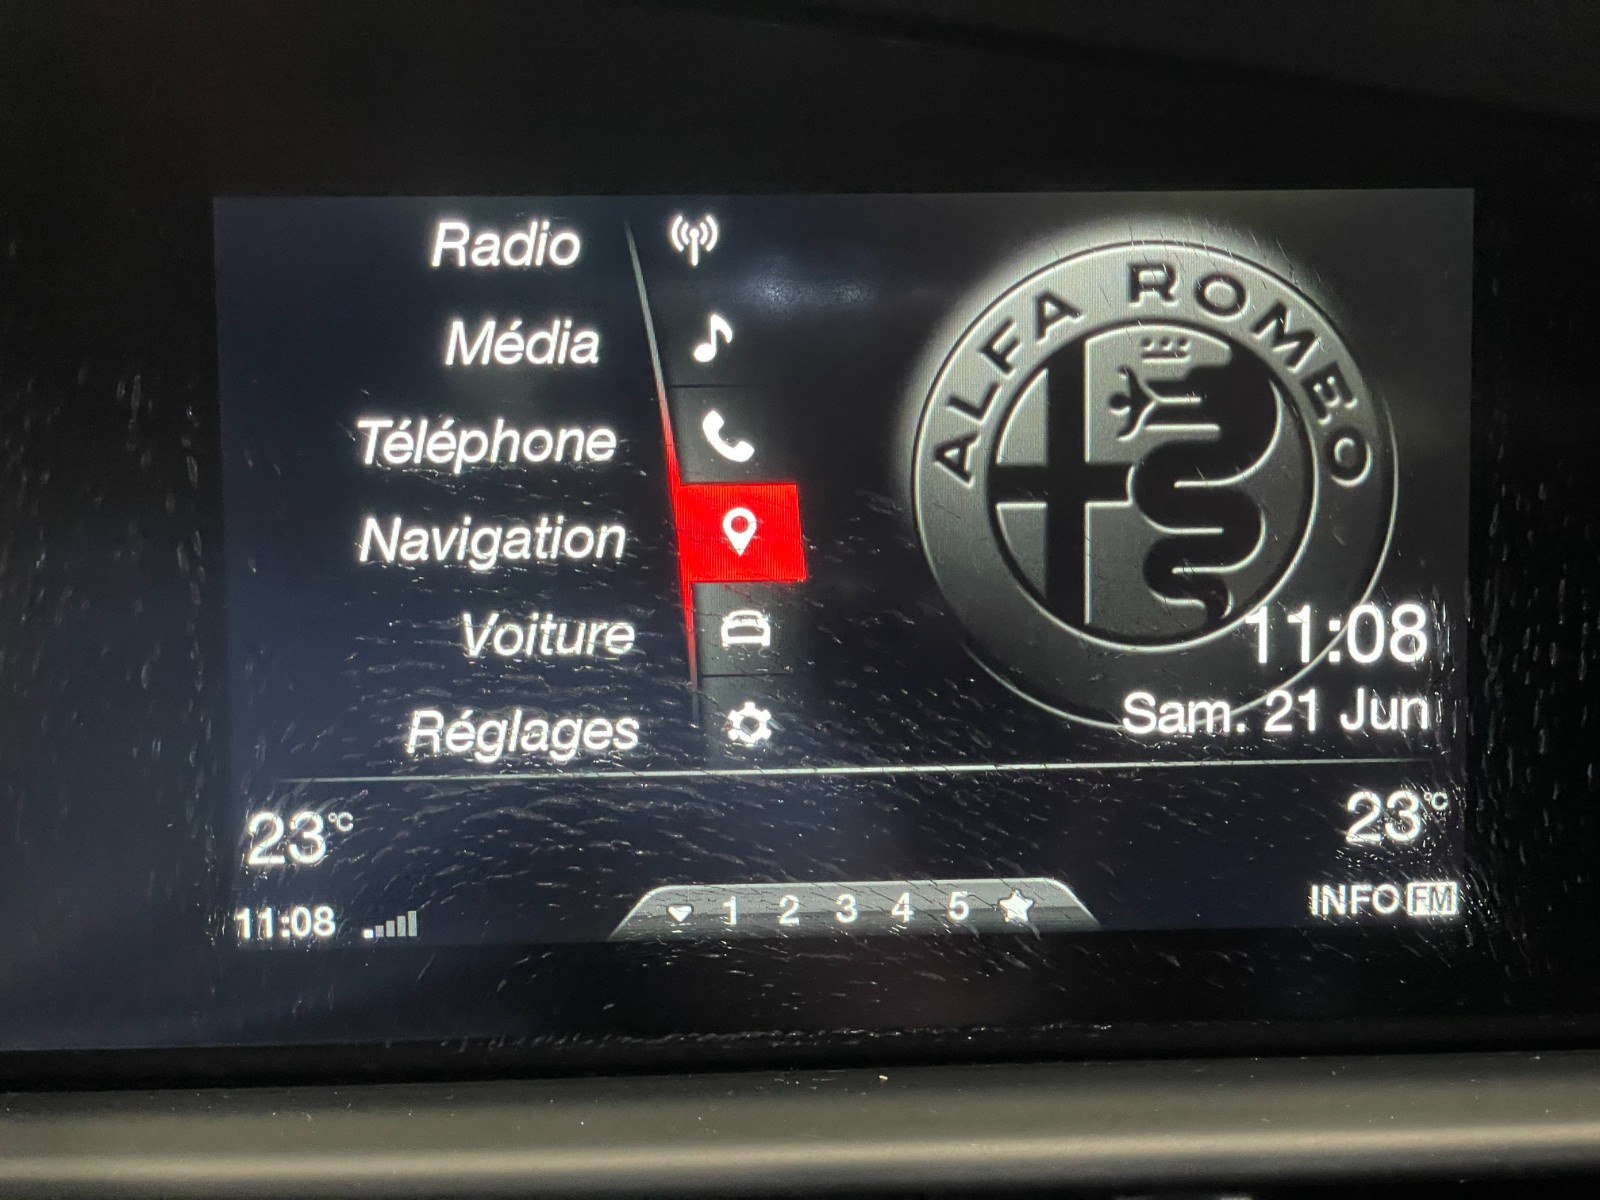 Radio
Média
Téléphone
Navigation
Voiture
Réglages
ALFA ROMEO
11:08
Sam. 21 Jun
23°C
23°C
11:08
1 2 3 4 5
INFO FM